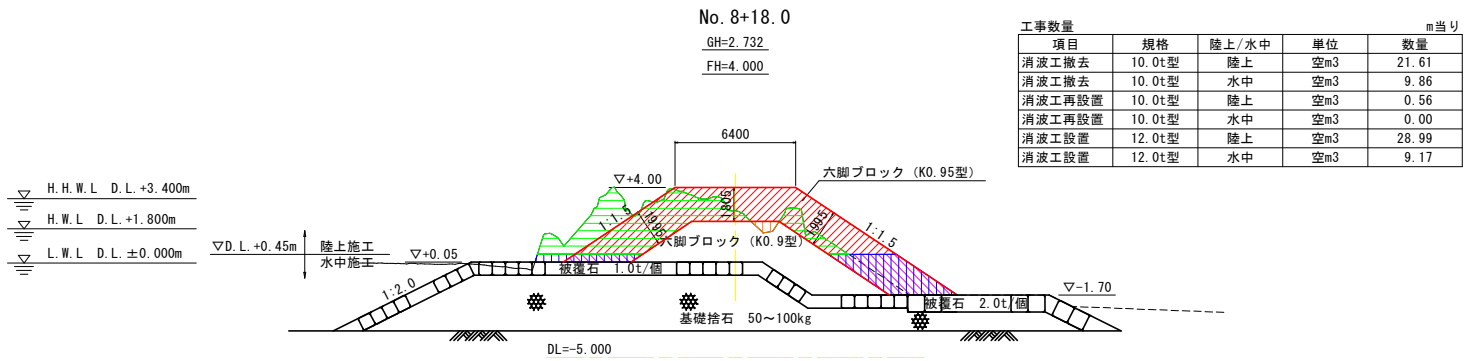 No. 8+18.0
GH=2.732
FH=4.000
工事数量 m当り
項目 規格 陸上/水中 単位 数量
消波工撤去 10.0t型 陸上 空m3 21.61
消波工撤去 10.0t型 水中 空m3 9.86
消波工再設置 10.0t型 陸上 空m3 0.56
消波工再設置 10.0t型 水中 空m3 0.00
消波工設置 12.0t型 陸上 空m3 28.99
消波工設置 12.0t型 水中 空m3 9.17
6400
六脚ブロック (K0.95型)
▽+4.00
H.H.W.L D.L.+3.400m
H.W.L D.L.+1.800m
L.W.L D.L.±0.000m
▽D.L.+0.45m
陸上施工
水中施工
▽+0.05
1:1.5
1995
1805
1995
1:1.5
六脚ブロック (K0.9型)
被覆石 1.0t/個
1:2.0
▽-1.70
被覆石 2.0t/個
基礎捨石 50～100kg
DL=-5.000